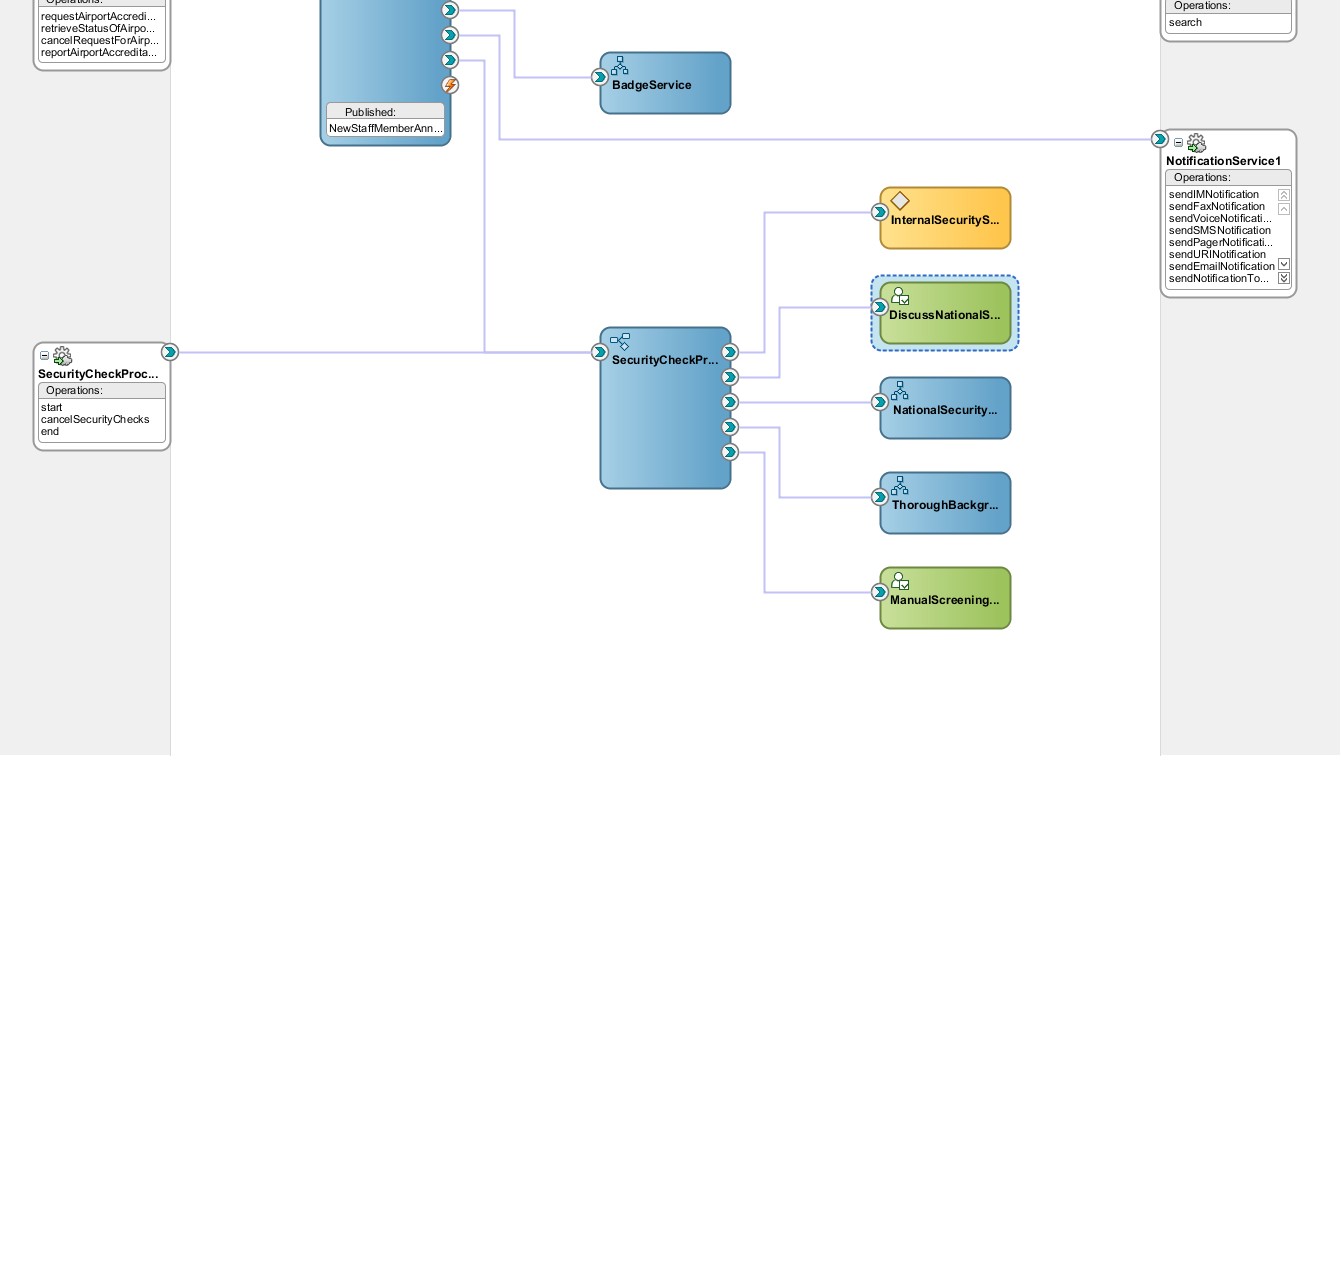 Operations:
requestAirportAccredi...
retrieveStatusOfAirpo...
cancelRequestForAirp...
reportAirportAccredita...
Operations:
search
BadgeService
Published:
NewStaffMemberAnn...
NotificationService1
Operations:
sendIMNotification
sendFaxNotification
sendVoiceNotificati...
sendSMSNotification
sendPagerNotificati...
sendURINotification
sendEmailNotification
sendNotificationTo...
InternalSecurityS...
DiscussNationalS...
SecurityCheckProc...
Operations:
start
cancelSecurityChecks
end
SecurityCheckPr...
NationalSecurity...
ThoroughBackgr...
ManualScreening...